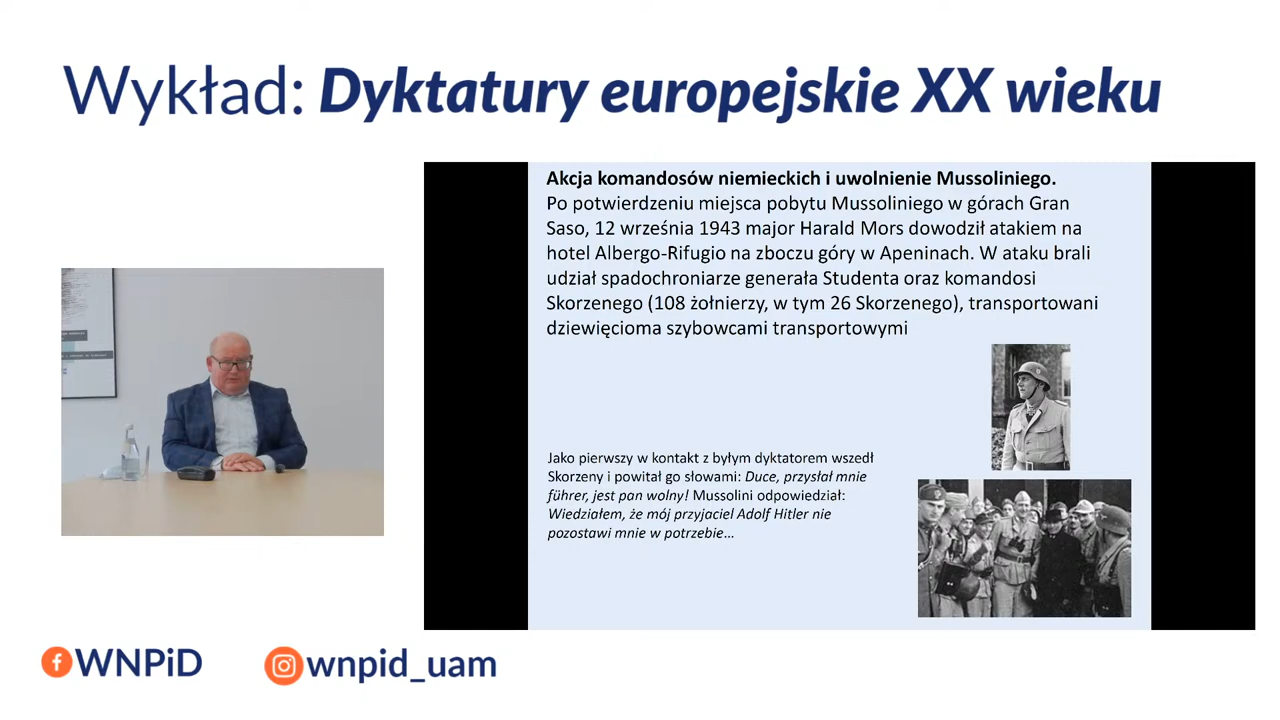 Wykład: Dyktatury europejskie XX wieku
Akcja komandosów niemieckich i uwolnienie Mussoliniego.
Po potwierdzeniu miejsca pobytu Mussoliniego w górach Gran
Saso, 12 września 1943 major Harald Mors dowodził atakiem na
hotel Albergo-Rifugio na zboczu góry w Apeninach. W ataku brali
udział spadochroniarze generała Studenta oraz komandosi
Skorzenego (108 żołnierzy, w tym 26 Skorzenego), transportowani
dziewięcioma szybowcami transportowymi
Jako pierwszy w kontakt z byłym dyktatorem wszedł
Skorzeny i powitał go słowami: Duce, przysłał mnie
führer, jest pan wolny! Mussolini odpowiedział:
Wiedziałem, że mój przyjaciel Adolf Hitler nie
pozostawi mnie w potrzebie...
WNPiD
wnpid_uam